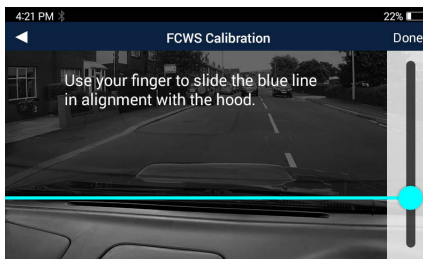 4:21 PM 22%
FCWS Calibration Done
Use your finger to slide the blue line
in alignment with the hood.